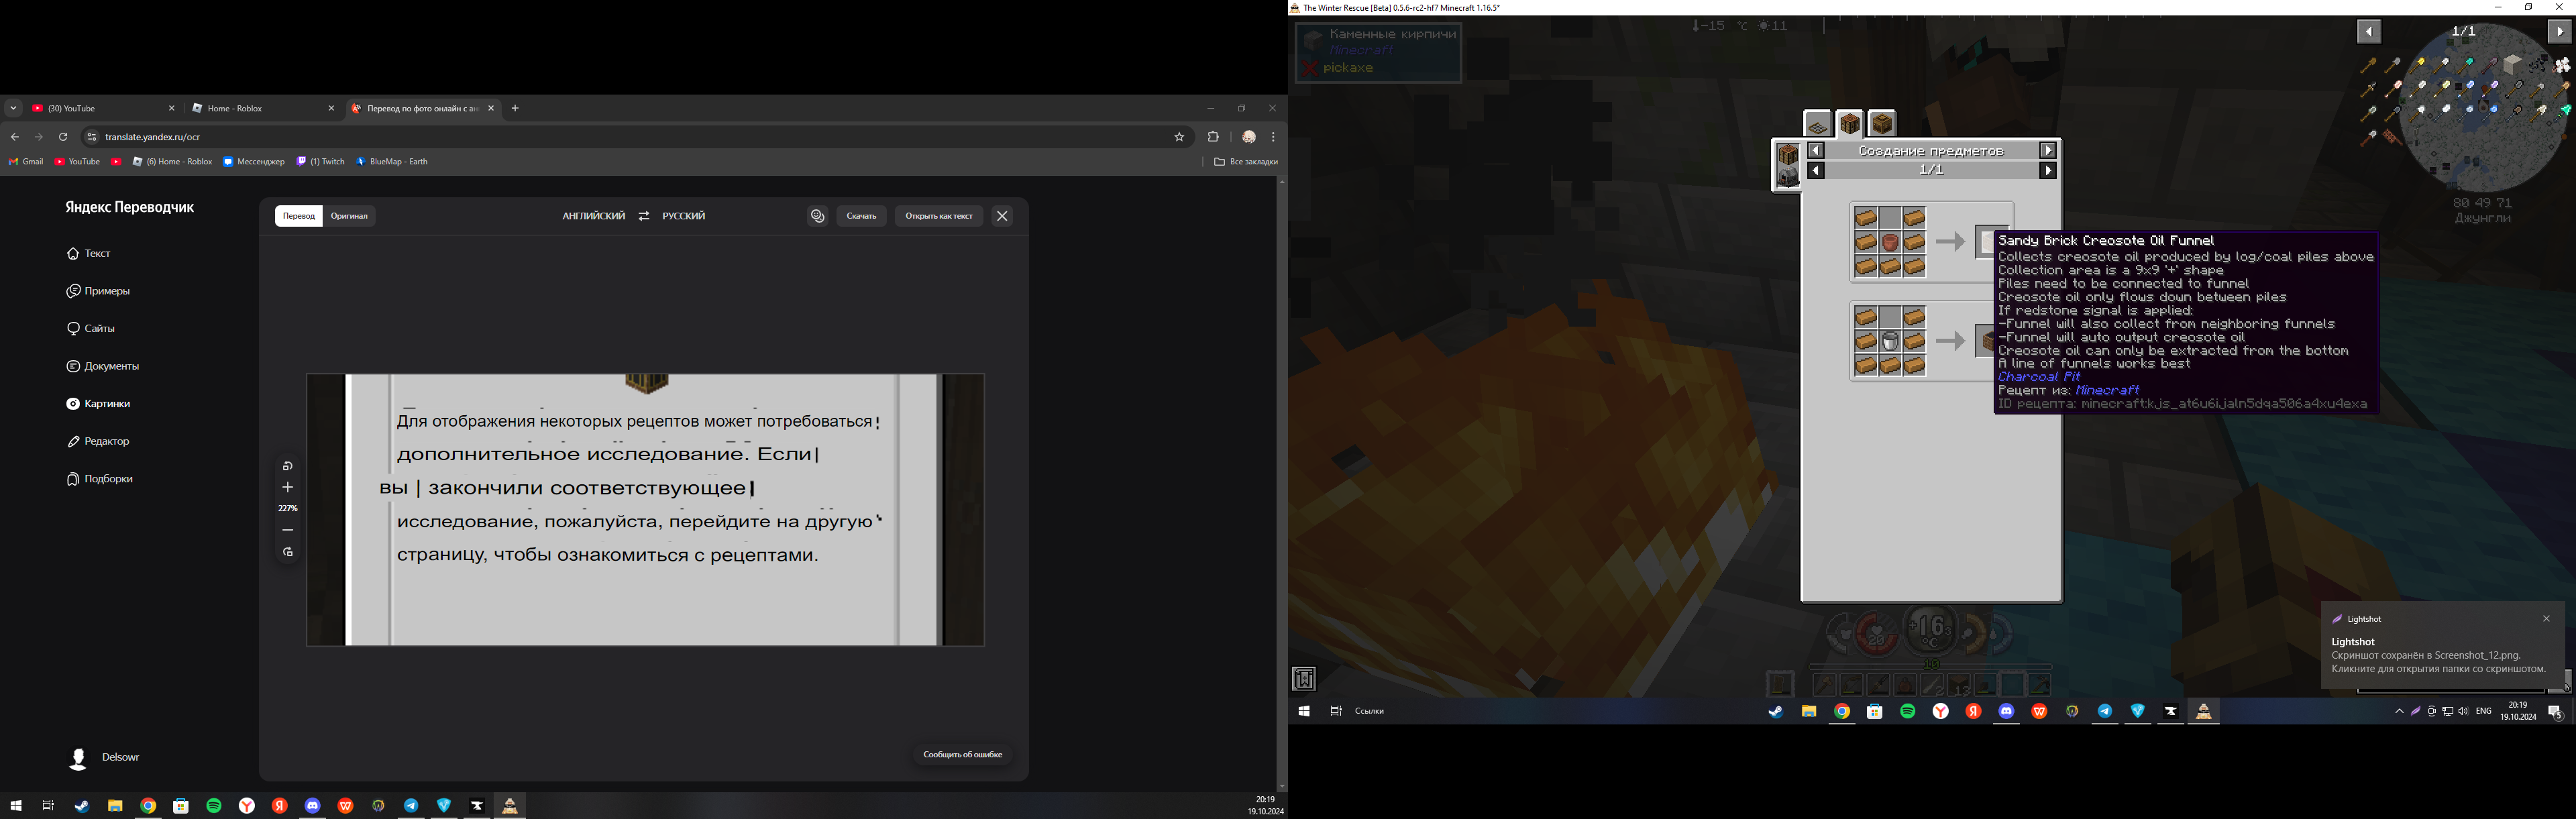 (30) YouTube
Home - Roblox
Перевод по фото онлайн с анг
translate.yandex.ru/ocr
Gmail
YouTube
(6) Home - Roblox
Мессенджер
(1) Twitch
BlueMap - Earth
Все закладки
Яндекс Переводчик
Текст
Примеры
Сайты
Документы
Картинки
Редактор
Подборки
Delsowr
Перевод
Оригинал
АНГЛИЙСКИЙ
РУССКИЙ
Скачать
Открыть как текст
227%
Для отображения некоторых рецептов может потребоваться
дополнительное исследование. Если
вы | закончили соответствующее
исследование, пожалуйста, перейдите на другую
страницу, чтобы ознакомиться с рецептами.
Сообщить об ошибке
20:19
19.10.2024
The Winter Rescue [Beta] 0.5.6-rc2-hf7 Minecraft 1.16.5*
Каменные кирпичи
Minecraft
pickaxe
-15 °C
11
1/1
80 49 71
Джунгли
Создание предметов
1/1
Sandy Brick Creosote Oil Funnel
Collects creosote oil produced by log/coal piles above
Collection area is a 9x9 '+' shape
Piles need to be connected to funnel
Creosote oil only flows down between piles
If redstone signal is applied:
-Funnel will also collect from neighboring funnels
-Funnel will auto output creosote oil
Creosote oil can only be extracted from the bottom
A line of funnels works best
Charcoal Pit
Рецепт из: Minecraft
ID рецепта: minecraft:kjs_at6u6ijaln5dqa506a4xu4exa
20
+16
°C
10
2
13
Lightshot
Lightshot
Скриншот сохранён в Screenshot_12.png.
Кликните для открытия папки со скриншотом.
Ссылки
ENG
20:19
19.10.2024
5